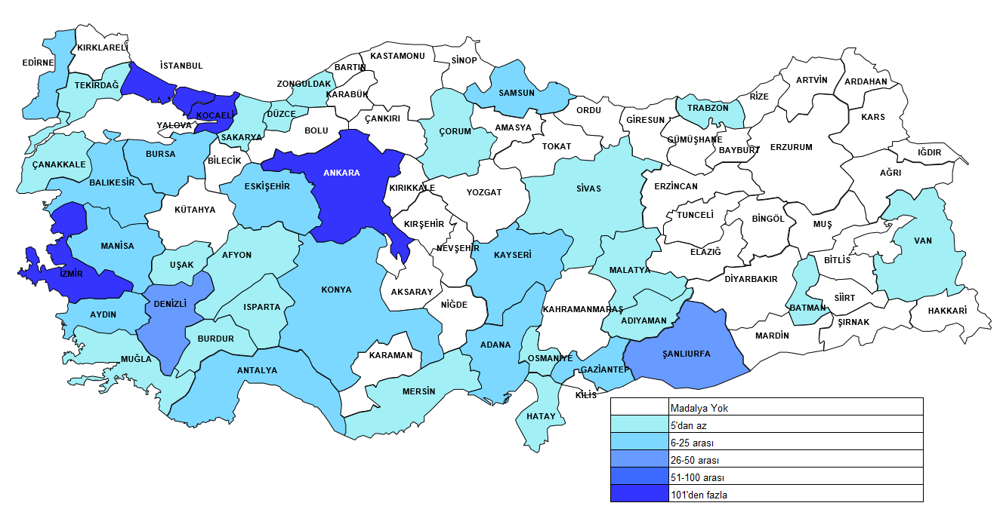 KIRKLARELİ
EDİRNE
İSTANBUL
TEKİRDAĞ
KOCAELİ
YALOVA
SAKARYA
DÜZCE
ZONGULDAK
BARTIN
KARABÜK
KASTAMONU
SİNOP
ÇANKIRI
BOLU
SAMSUN
AMASYA
ORDU
GİRESUN
TRABZON
RİZE
ARTVİN
ARDAHAN
KARS
IĞDIR
AĞRI
ERZURUM
BAYBURT
GÜMÜŞHANE
TOKAT
ÇORUM
ÇANAKKALE
BURSA
BİLECİK
BALIKESİR
ESKİŞEHİR
ANKARA
KIRIKKALE
YOZGAT
SİVAS
ERZİNCAN
TUNCELİ
BİNGÖL
MUŞ
KÜTAHYA
KIRŞEHİR
NEVŞEHİR
KAYSERİ
MALATYA
ELAZIĞ
BİTLİS
VAN
MANİSA
UŞAK
AFYON
İZMİR
DENİZLİ
ISPARTA
KONYA
AKSARAY
NİĞDE
KAHRAMANMARAŞ
ADIYAMAN
DİYARBAKIR
BATMAN
SİİRT
HAKKARİ
ŞIRNAK
MARDİN
ŞANLIURFA
AYDIN
BURDUR
MUĞLA
ANTALYA
KARAMAN
ADANA
OSMANİYE
GAZİANTEP
MERSİN
KİLİS
HATAY
Madalya Yok
5'dan az
6-25 arası
26-50 arası
51-100 arası
101'den fazla